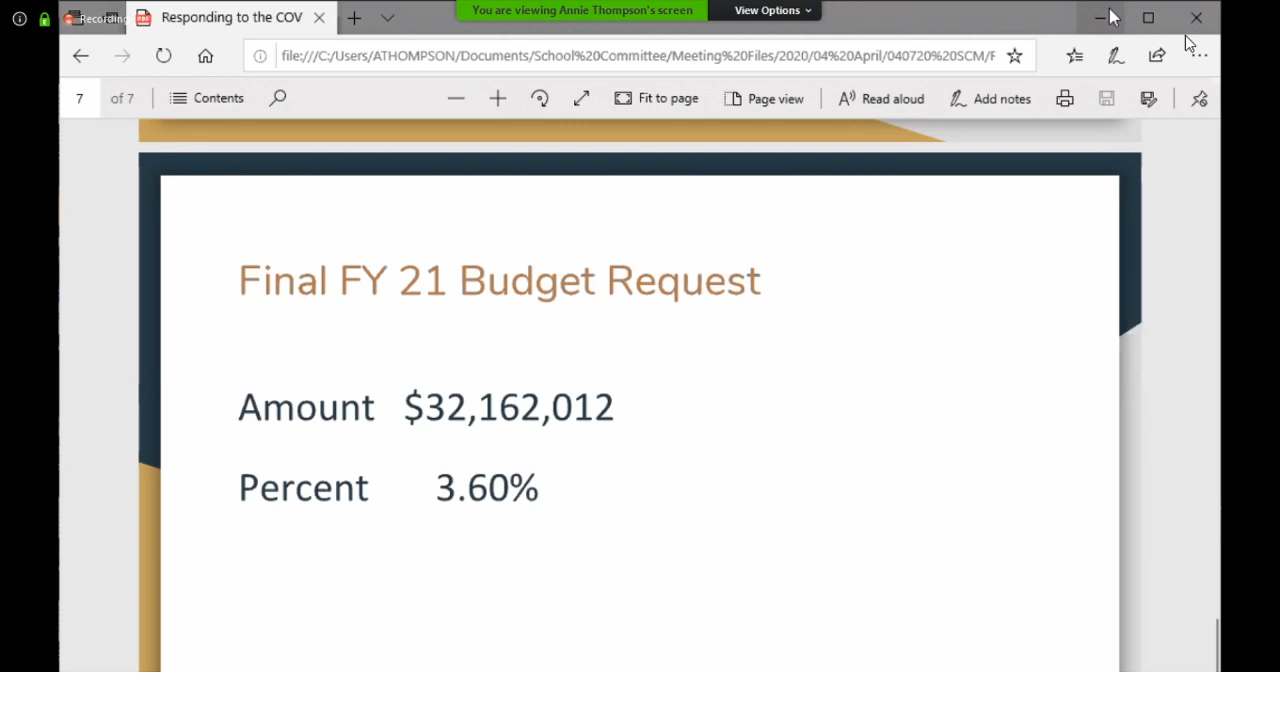 Recording
Responding to the COV
You are viewing Annie Thompson's screen
View Options
file:///C:/Users/ATHOMPSON/Documents/School%20Committee/Meeting%20Files/2020/04%20April/040720%20SCM/F
7 of 7
Contents
Fit to page
Page view
Read aloud
Add notes
Final FY 21 Budget Request
Amount $32,162,012
Percent 3.60%